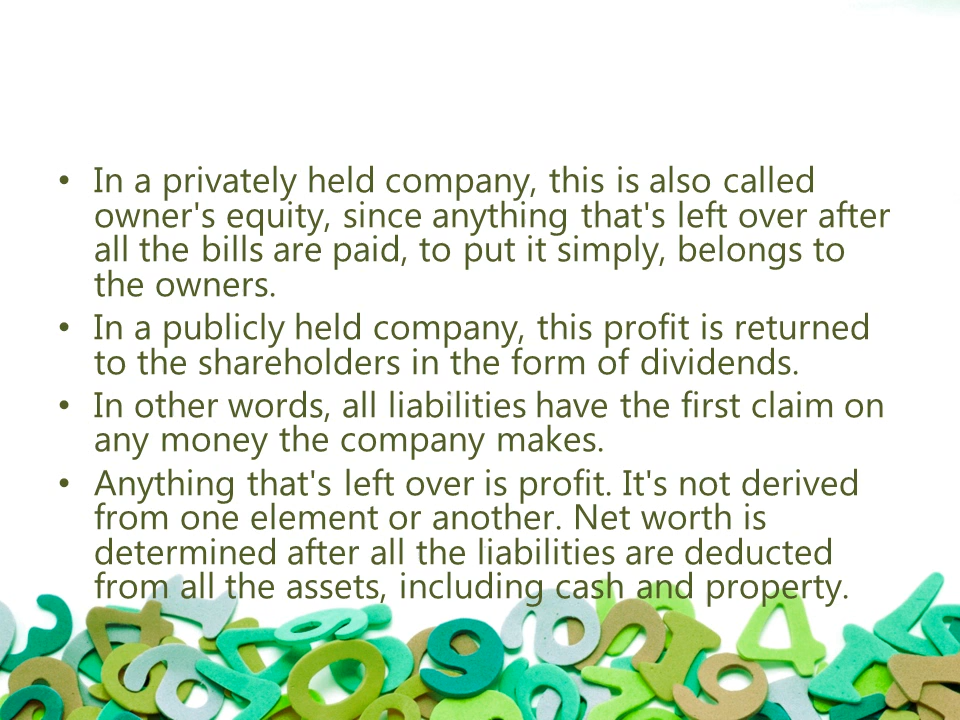 • In a privately held company, this is also called
owner's equity, since anything that's left over after
all the bills are paid, to put it simply, belongs to
the owners.
• In a publicly held company, this profit is returned
to the shareholders in the form of dividends.
• In other words, all liabilities have the first claim on
any money the company makes.
• Anything that's left over is profit. It's not derived
from one element or another. Net worth is
determined after all the liabilities are deducted
from all the assets, including cash and property.